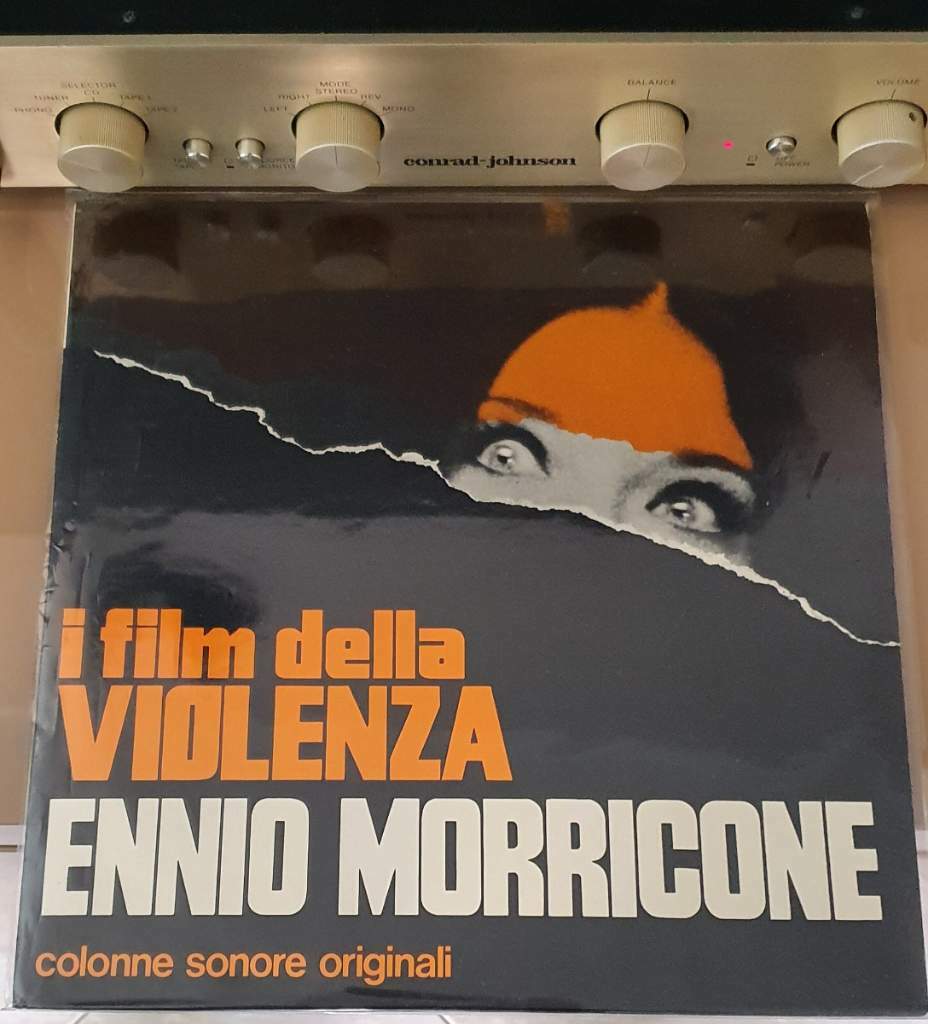 SELECTOR
TUNER CD TAPE 1
PHONO TAPE 2
MODE
RIGHT STEREO REV
LEFT MONO
BALANCE
VOLUME
conrad-johnson
POWER
i film della
VIOLENZA
ENNIO MORRICONE
colonne sonore originali